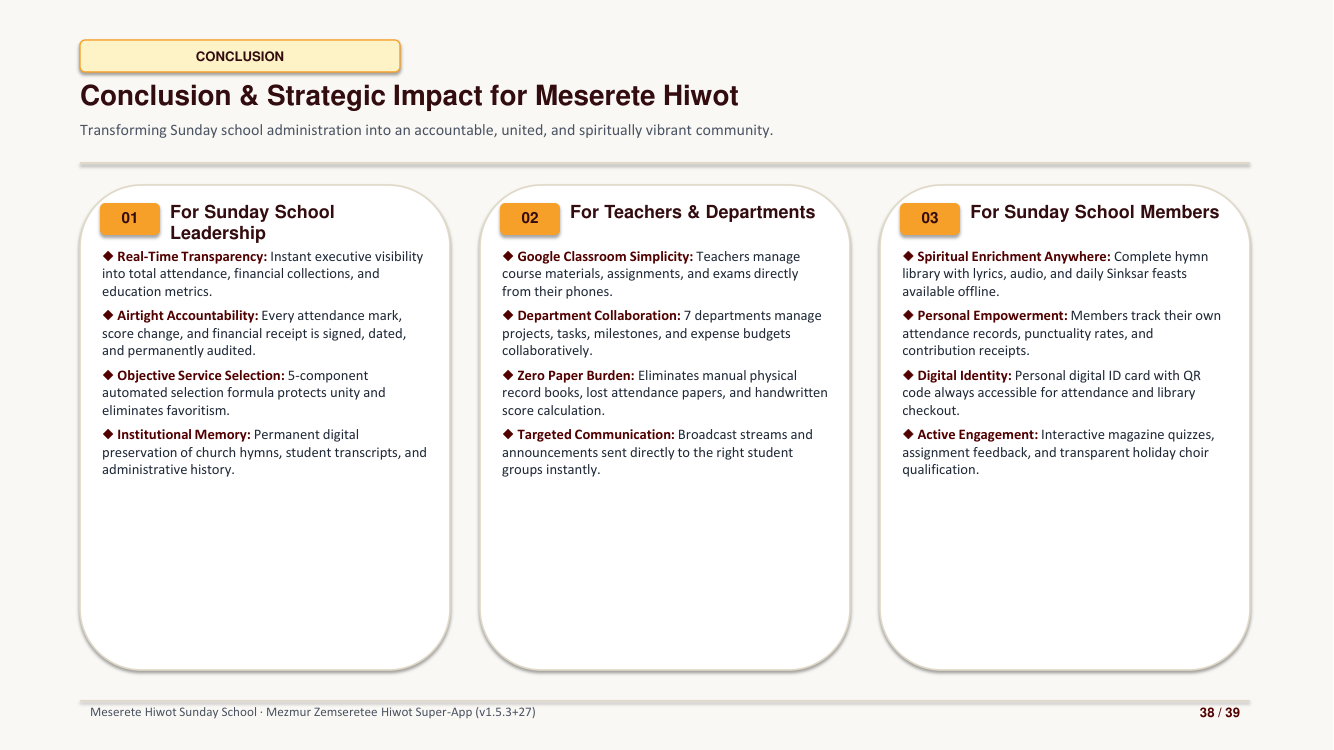 CONCLUSION
Conclusion & Strategic Impact for Meserete Hiwot
Transforming Sunday school administration into an accountable, united, and spiritually vibrant community.
01
For Sunday School
Leadership
◆ Real-Time Transparency: Instant executive visibility
into total attendance, financial collections, and
education metrics.
◆ Airtight Accountability: Every attendance mark,
score change, and financial receipt is signed, dated,
and permanently audited.
◆ Objective Service Selection: 5-component
automated selection formula protects unity and
eliminates favoritism.
◆ Institutional Memory: Permanent digital
preservation of church hymns, student transcripts, and
administrative history.
02
For Teachers & Departments
◆ Google Classroom Simplicity: Teachers manage
course materials, assignments, and exams directly
from their phones.
◆ Department Collaboration: 7 departments manage
projects, tasks, milestones, and expense budgets
collaboratively.
◆ Zero Paper Burden: Eliminates manual physical
record books, lost attendance papers, and handwritten
score calculation.
◆ Targeted Communication: Broadcast streams and
announcements sent directly to the right student
groups instantly.
03
For Sunday School Members
◆ Spiritual Enrichment Anywhere: Complete hymn
library with lyrics, audio, and daily Sinksar feasts
available offline.
◆ Personal Empowerment: Members track their own
attendance records, punctuality rates, and
contribution receipts.
◆ Digital Identity: Personal digital ID card with QR
code always accessible for attendance and library
checkout.
◆ Active Engagement: Interactive magazine quizzes,
assignment feedback, and transparent holiday choir
qualification.
Meserete Hiwot Sunday School · Mezmur Zemseretee Hiwot Super-App (v1.5.3+27)
38 / 39